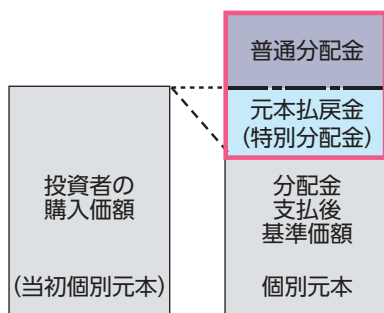 普通分配金
元本払戻金
(特別分配金)
投資者の
購入価額
(当初個別元本)
分配金
支払後
基準価額
個別元本